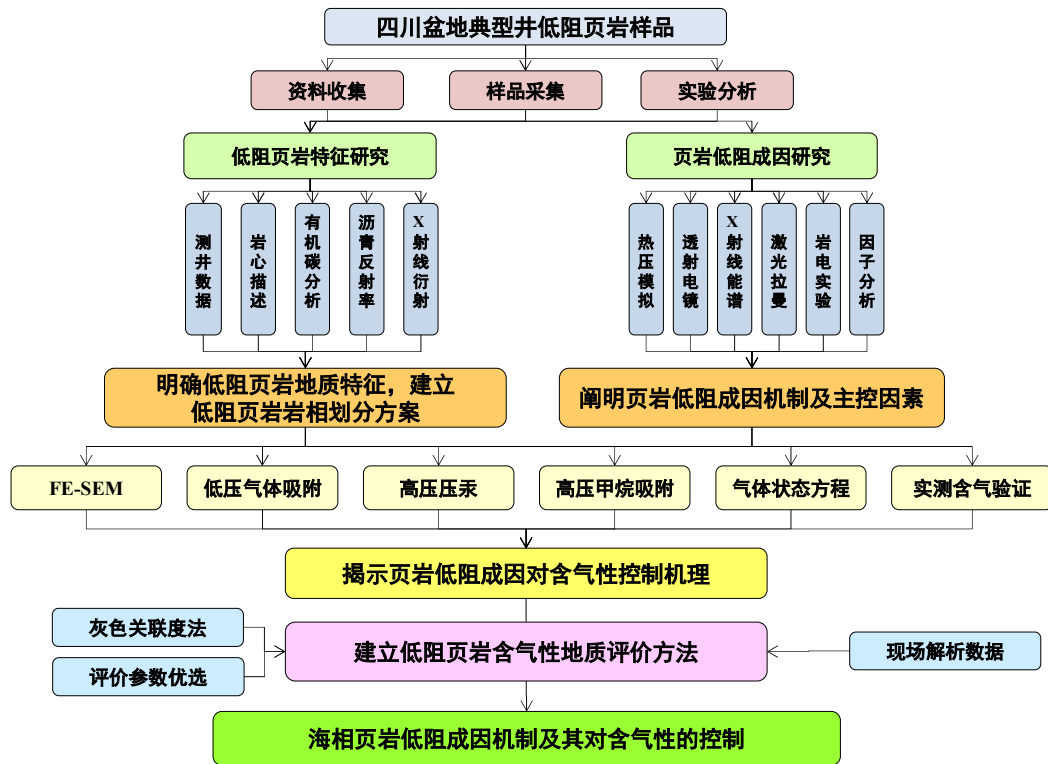 四川盆地典型井低阻页岩样品
资料收集
样品采集
实验分析
低阻页岩特征研究
页岩低阻成因研究
测井数据
岩心描述
有机碳分析
沥青反射率
X射线衍射
热压模拟
透射电镜
X射线能谱
激光拉曼
岩电实验
因子分析
明确低阻页岩地质特征，建立
低阻页岩岩相划分方案
阐明页岩低阻成因机制及主控因素
FE-SEM
低压气体吸附
高压压汞
高压甲烷吸附
气体状态方程
实测含气验证
揭示页岩低阻成因对含气性控制机理
灰色关联度法
评价参数优选
建立低阻页岩含气性地质评价方法
现场解析数据
海相页岩低阻成因机制及其对含气性的控制